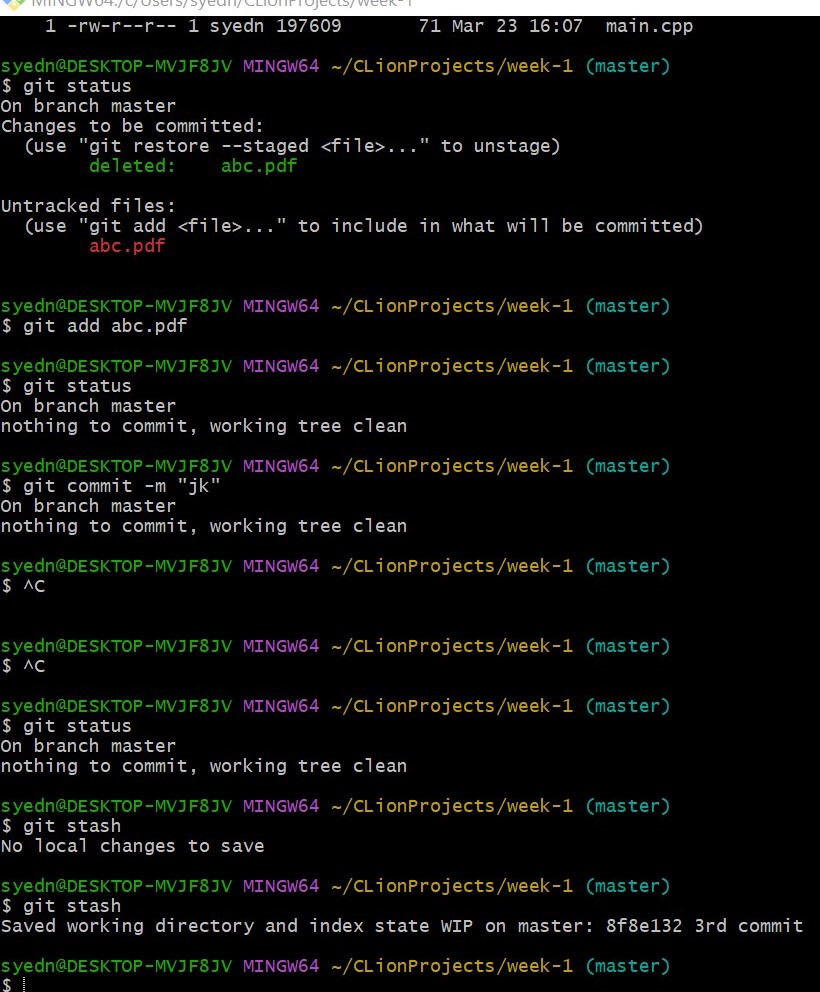 MINGW64:/c/Users/syedn/CLionProjects/week-1
1 -rw-r--r-- 1 syedn 197609       71 Mar 23 16:07  main.cpp
syedn@DESKTOP-MVJF8JV MINGW64 ~/CLionProjects/week-1 (master)
$ git status
On branch master
Changes to be committed:
  (use "git restore --staged <file>..." to unstage)
        deleted:    abc.pdf
Untracked files:
  (use "git add <file>..." to include in what will be committed)
        abc.pdf
syedn@DESKTOP-MVJF8JV MINGW64 ~/CLionProjects/week-1 (master)
$ git add abc.pdf
syedn@DESKTOP-MVJF8JV MINGW64 ~/CLionProjects/week-1 (master)
$ git status
On branch master
nothing to commit, working tree clean
syedn@DESKTOP-MVJF8JV MINGW64 ~/CLionProjects/week-1 (master)
$ git commit -m "jk"
On branch master
nothing to commit, working tree clean
syedn@DESKTOP-MVJF8JV MINGW64 ~/CLionProjects/week-1 (master)
$ ^C
syedn@DESKTOP-MVJF8JV MINGW64 ~/CLionProjects/week-1 (master)
$ ^C
syedn@DESKTOP-MVJF8JV MINGW64 ~/CLionProjects/week-1 (master)
$ git status
On branch master
nothing to commit, working tree clean
syedn@DESKTOP-MVJF8JV MINGW64 ~/CLionProjects/week-1 (master)
$ git stash
No local changes to save
syedn@DESKTOP-MVJF8JV MINGW64 ~/CLionProjects/week-1 (master)
$ git stash
Saved working directory and index state WIP on master: 8f8e132 3rd commit
syedn@DESKTOP-MVJF8JV MINGW64 ~/CLionProjects/week-1 (master)
$